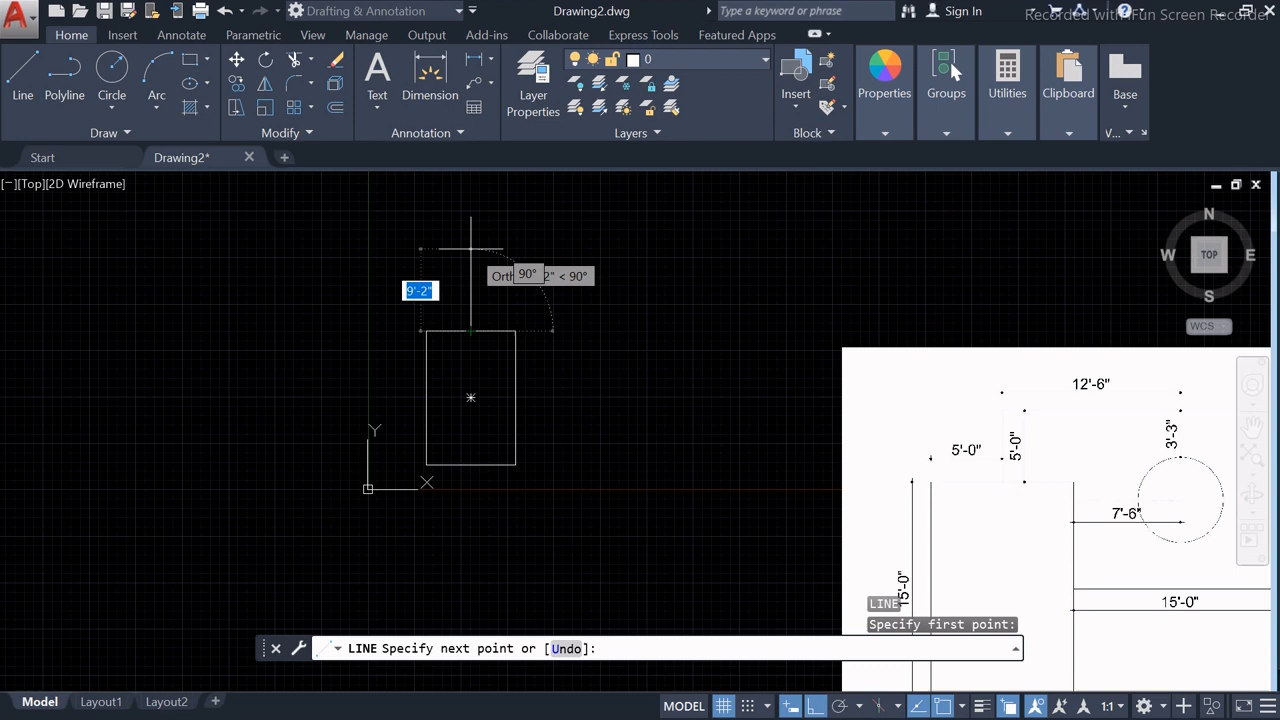 Drafting & Annotation
Drawing2.dwg
Type a keyword or phrase
Sign In
Recorded with iFun Screen Recorder
Home Insert Annotate Parametric View Manage Output Add-ins Collaborate Express Tools Featured Apps
Line Polyline Circle Arc
Draw
Modify
Text Dimension
Annotation
Layer Properties
0
Layers
Insert
Block
Properties
Groups
Utilities
Clipboard
Base
V...
Start
Drawing2*
[−][Top][2D Wireframe]
N
W TOP E
S
WCS
90°
2" < 90°
9'-2"
Y
X
12'-6"
5'-0"
5'-0"
3'-3"
7'-6"
15'-0"
15'-0"
LINE
Specify first point:
LINE Specify next point or [Undo]:
Model Layout1 Layout2
MODEL
1:1